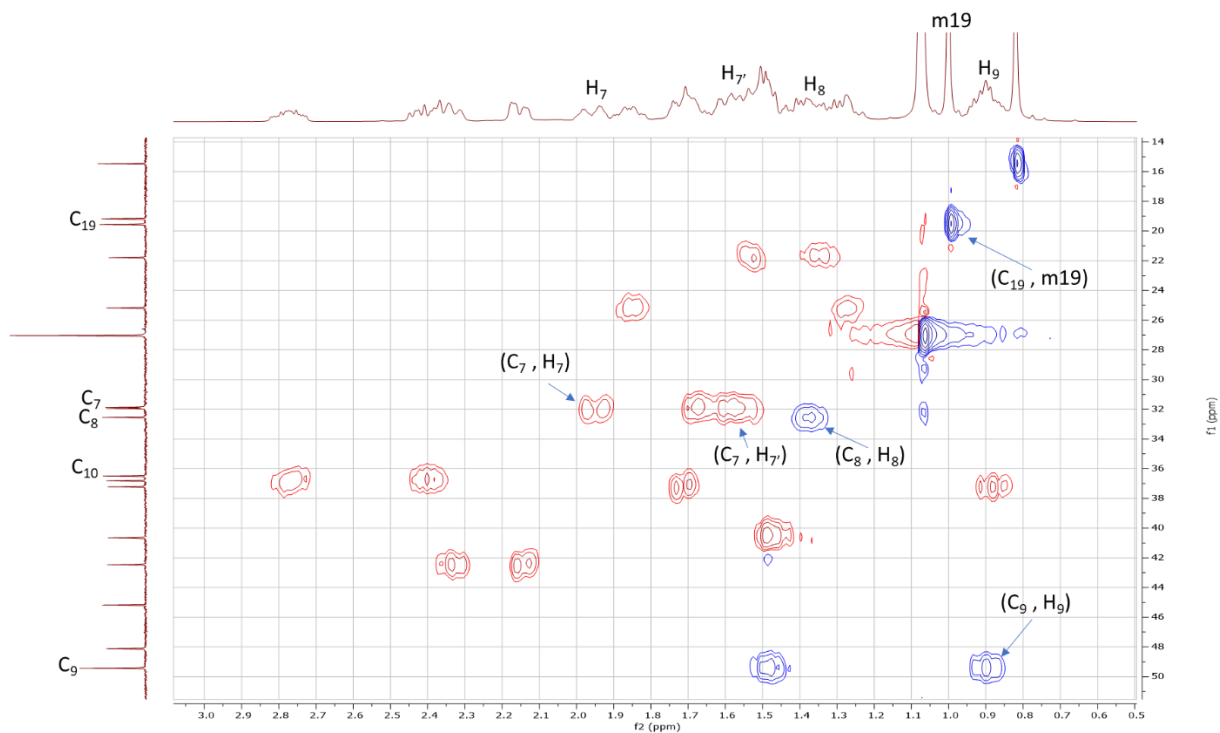 m19
H₇
H₇'
H₈
H₉
C₁₉
C₇
C₈
C₁₀
C₉
(C₁₉ , m19)
(C₇ , H₇)
(C₇ , H₇')
(C₈ , H₈)
(C₉ , H₉)
14
16
18
20
22
24
26
28
30
32
34
36
38
40
42
44
46
48
50
f1 (ppm)
3.0 2.9 2.8 2.7 2.6 2.5 2.4 2.3 2.2 2.1 2.0 1.9 1.8 1.7 1.6 1.5 1.4 1.3 1.2 1.1 1.0 0.9 0.8 0.7 0.6 0.5
f2 (ppm)